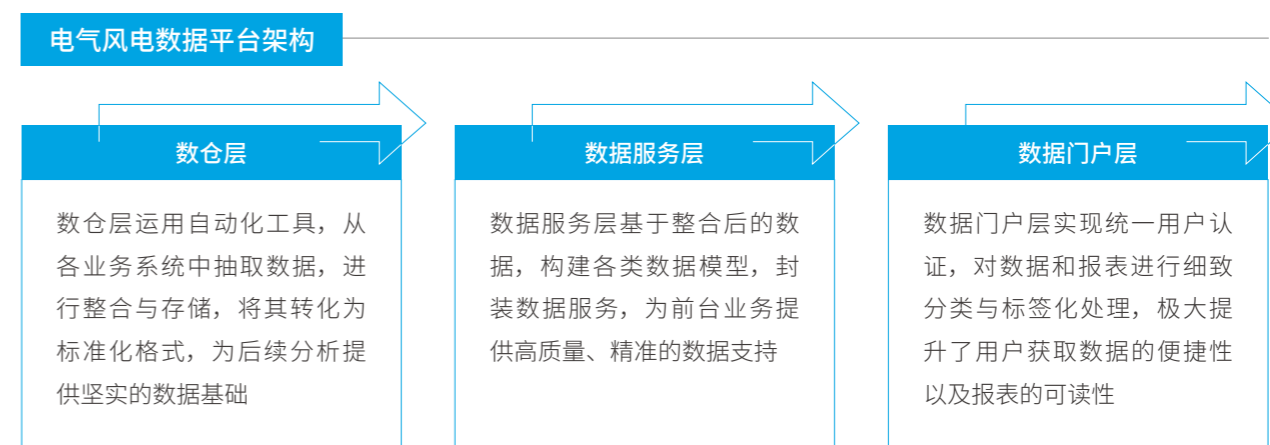 电气风电数据平台架构
数仓层
数仓层运用自动化工具，从
各业务系统中抽取数据，进
行整合与存储，将其转化为
标准化格式，为后续分析提
供坚实的数据基础
数据服务层
数据服务层基于整合后的数
据，构建各类数据模型，封
装数据服务，为前台业务提
供高质量、精准的数据支持
数据门户层
数据门户层实现统一用户认
证，对数据和报表进行细致
分类与标签化处理，极大提
升了用户获取数据的便捷性
以及报表的可读性